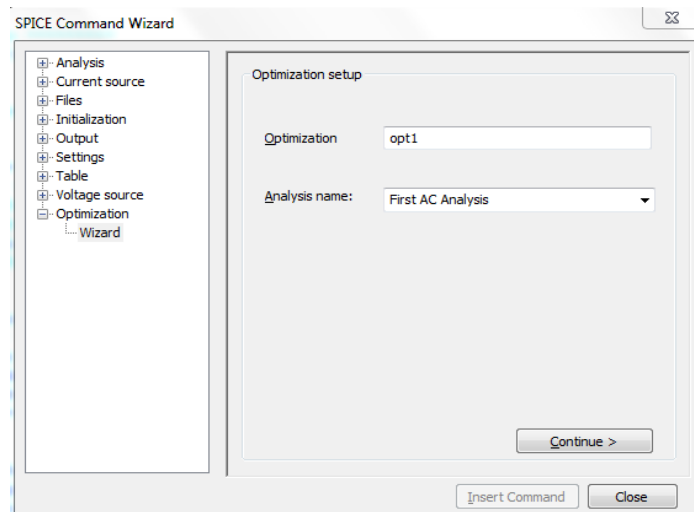 SPICE Command Wizard
Analysis
Current source
Files
Initialization
Output
Settings
Table
Voltage source
Optimization
Wizard
Optimization setup
Optimization opt1
Analysis name: First AC Analysis
Continue >
Insert Command Close